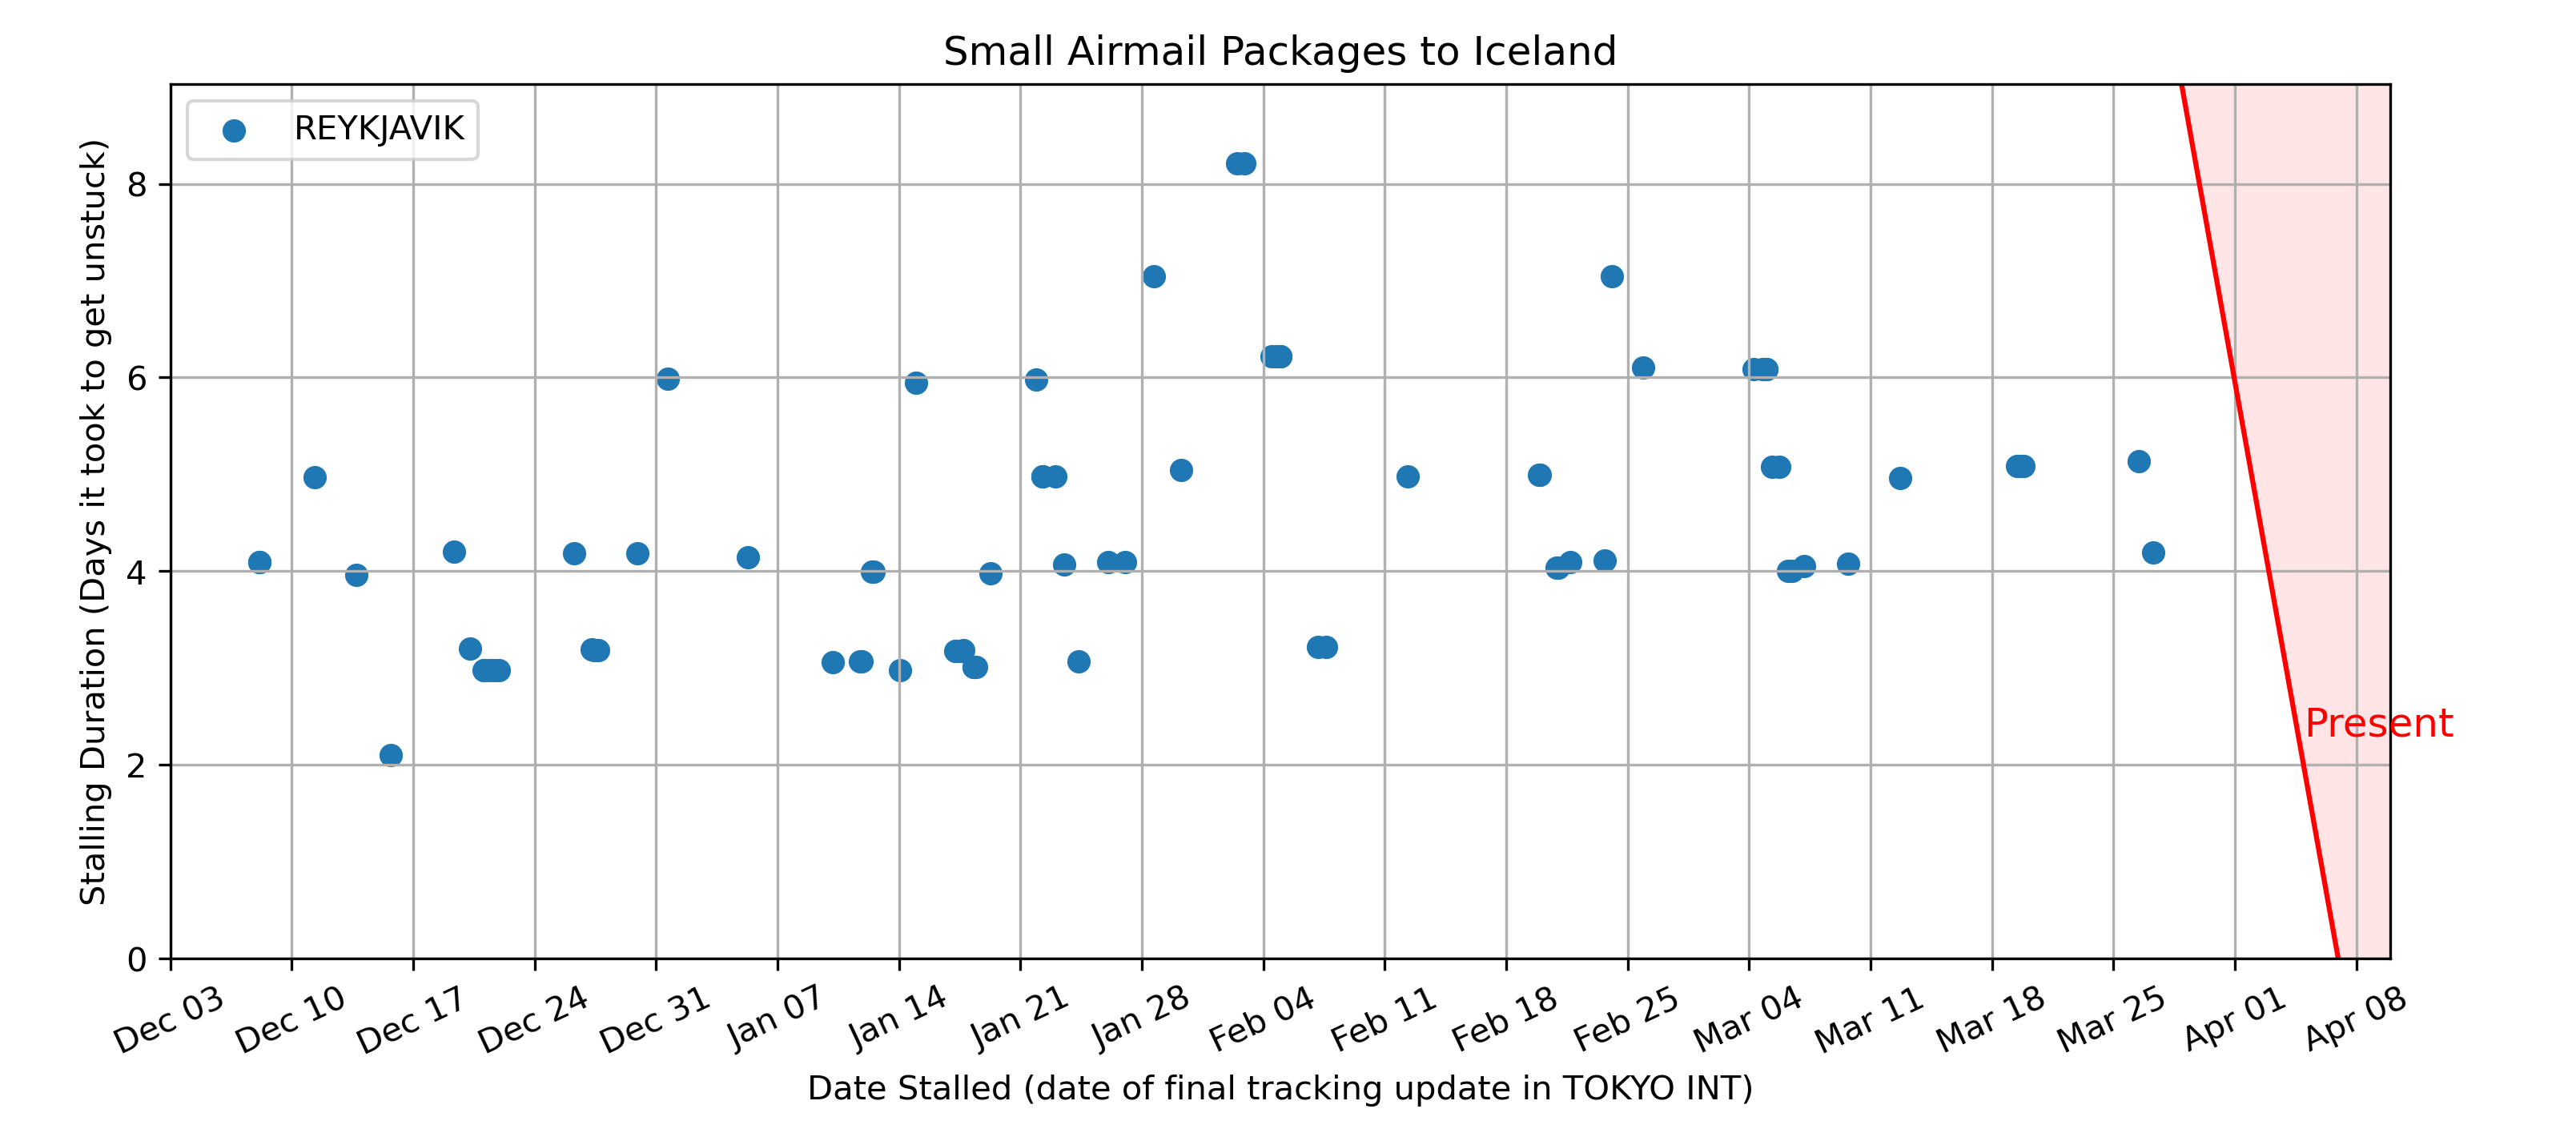 Small Airmail Packages to Iceland
REYKJAVIK
Stalling Duration (Days it took to get unstuck)
8
6
4
2
0
Present
Dec 03 Dec 10 Dec 17 Dec 24 Dec 31 Jan 07 Jan 14 Jan 21 Jan 28 Feb 04 Feb 11 Feb 18 Feb 25 Mar 04 Mar 11 Mar 18 Mar 25 Apr 01 Apr 08
Date Stalled (date of final tracking update in TOKYO INT)